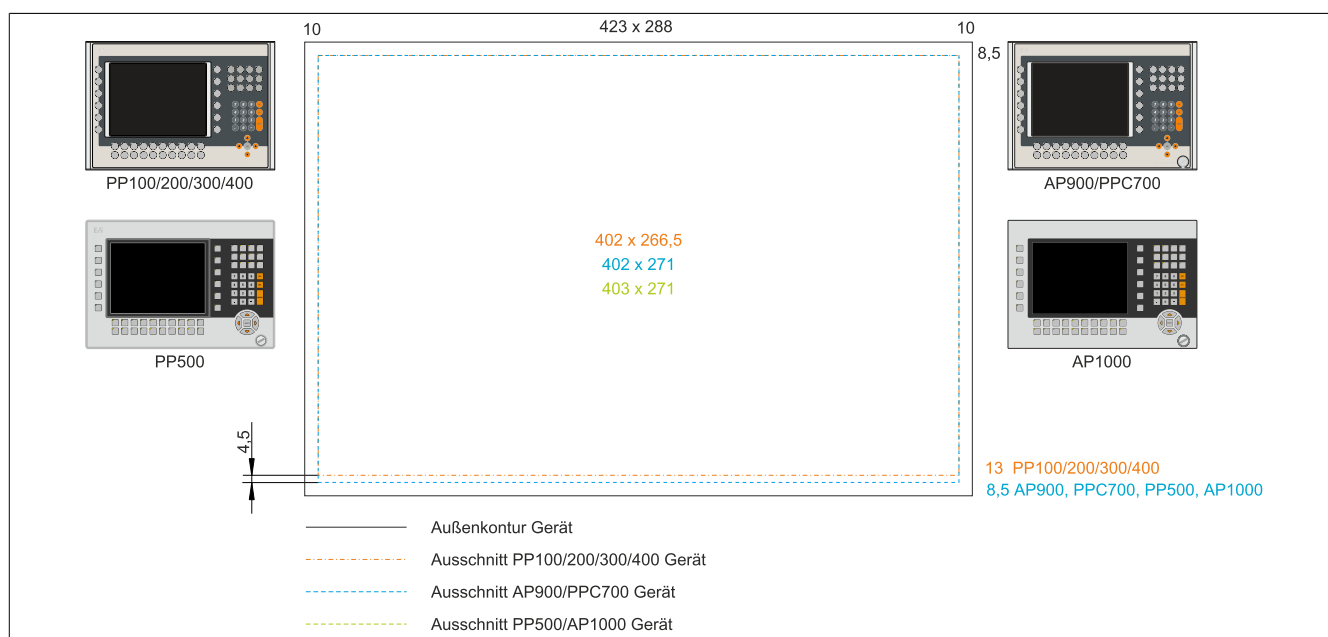 10
423 x 288
10
8,5
PP100/200/300/400
AP900/PPC700
402 x 266,5
402 x 271
403 x 271
PP500
AP1000
4,5
13 PP100/200/300/400
8,5 AP900, PPC700, PP500, AP1000
Außenkontur Gerät
Ausschnitt PP100/200/300/400 Gerät
Ausschnitt AP900/PPC700 Gerät
Ausschnitt PP500/AP1000 Gerät